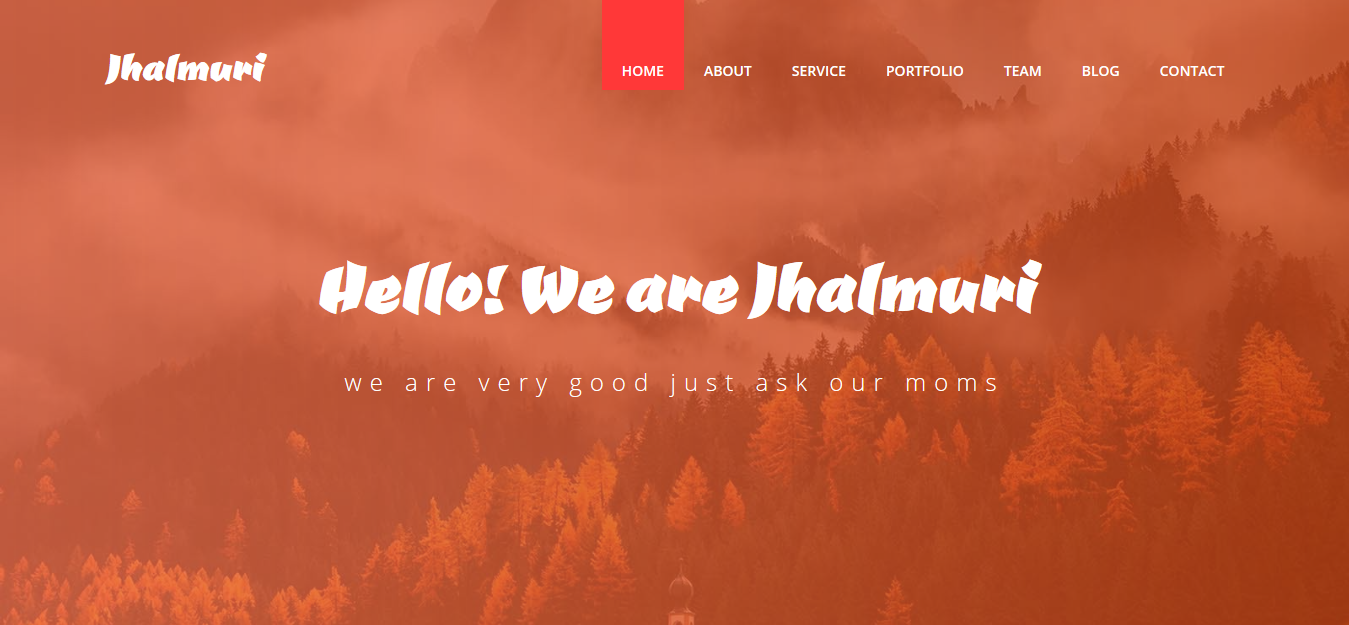 Jhalmuri
HOME ABOUT SERVICE PORTFOLIO TEAM BLOG CONTACT
Hello! We are Jhalmuri
we are very good just ask our moms